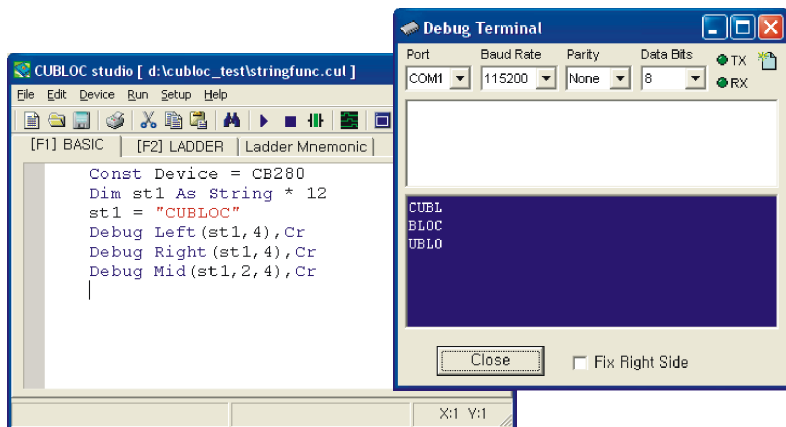 CUBLOC studio [ d:\cubloc_test\stringfunc.cul ]
File Edit Device Run Setup Help
[F1] BASIC [F2] LADDER Ladder Mnemonic
Const Device = CB280
Dim st1 As String * 12
st1 = "CUBLOC"
Debug Left(st1,4),Cr
Debug Right(st1,4),Cr
Debug Mid(st1,2,4),Cr
X:1 Y:1
Debug Terminal
Port Baud Rate Parity Data Bits
TX
COM1 115200 None 8
RX
CUBL
BLOC
UBLO
Close Fix Right Side